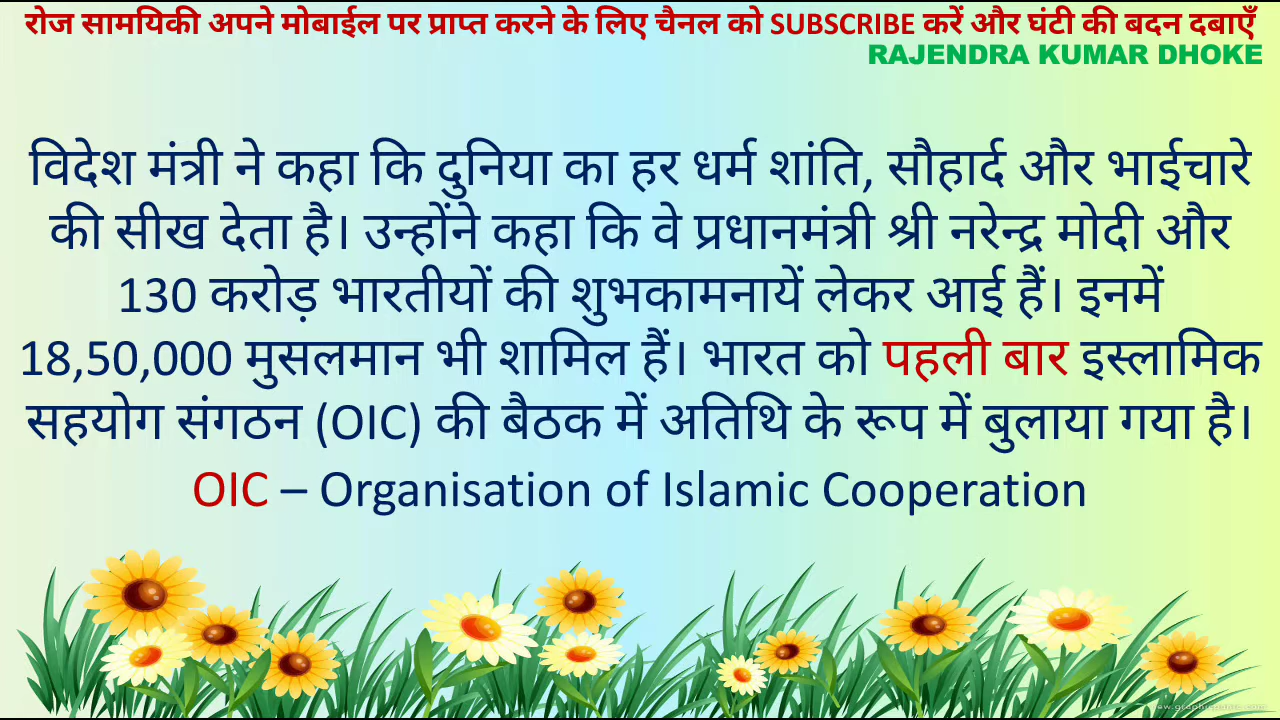 रोज सामयिकी अपने मोबाईल पर प्राप्त करने के लिए चैनल को SUBSCRIBE करें और घंटी की बदन दबाएँ
RAJENDRA KUMAR DHOKE
विदेश मंत्री ने कहा कि दुनिया का हर धर्म शांति, सौहार्द और भाईचारे
की सीख देता है। उन्होंने कहा कि वे प्रधानमंत्री श्री नरेन्द्र मोदी और
130 करोड़ भारतीयों की शुभकामनायें लेकर आई हैं। इनमें
18,50,000 मुसलमान भी शामिल हैं। भारत को पहली बार इस्लामिक
सहयोग संगठन (OIC) की बैठक में अतिथि के रूप में बुलाया गया है।
OIC – Organisation of Islamic Cooperation